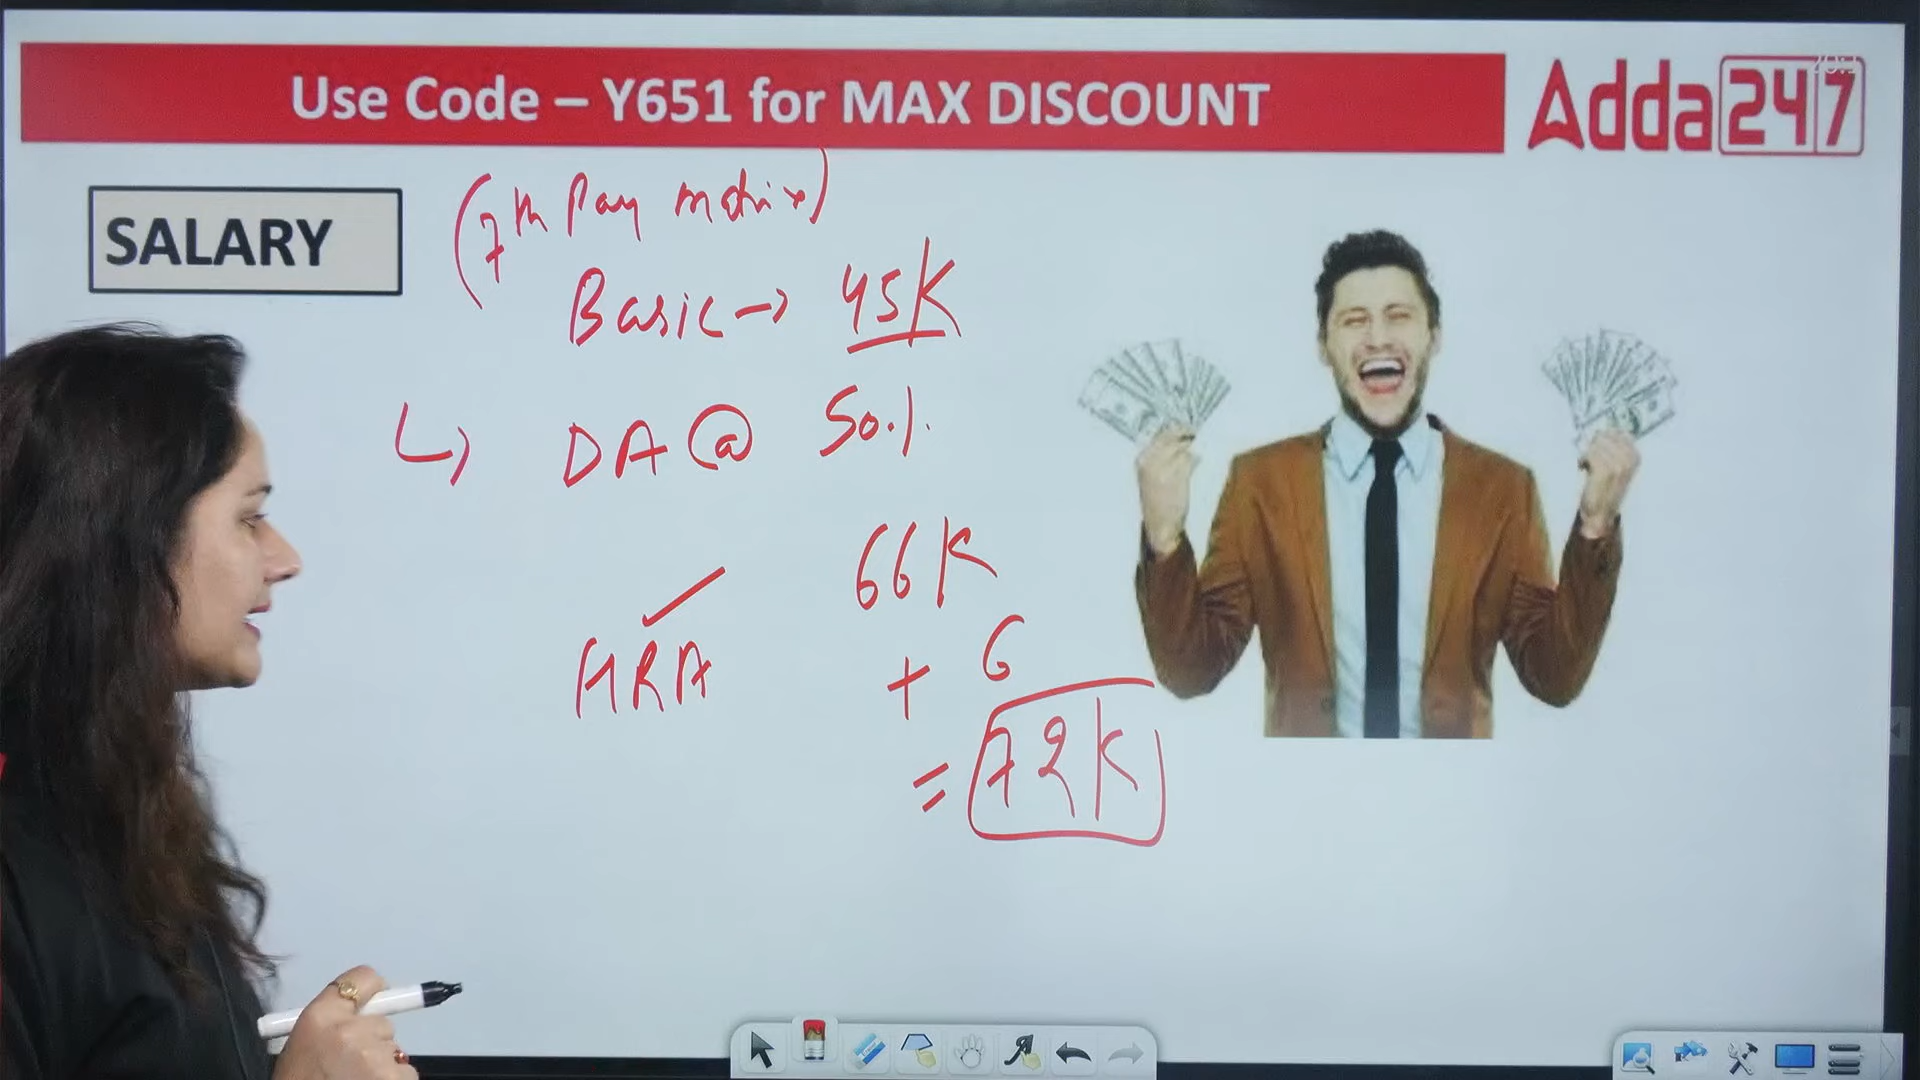 Use Code – Y651 for MAX DISCOUNT
Adda247
SALARY
(7th Pay matrix)
Basic → 45K
↳ DA @ 50%
66K
HRA + 6
= 72K